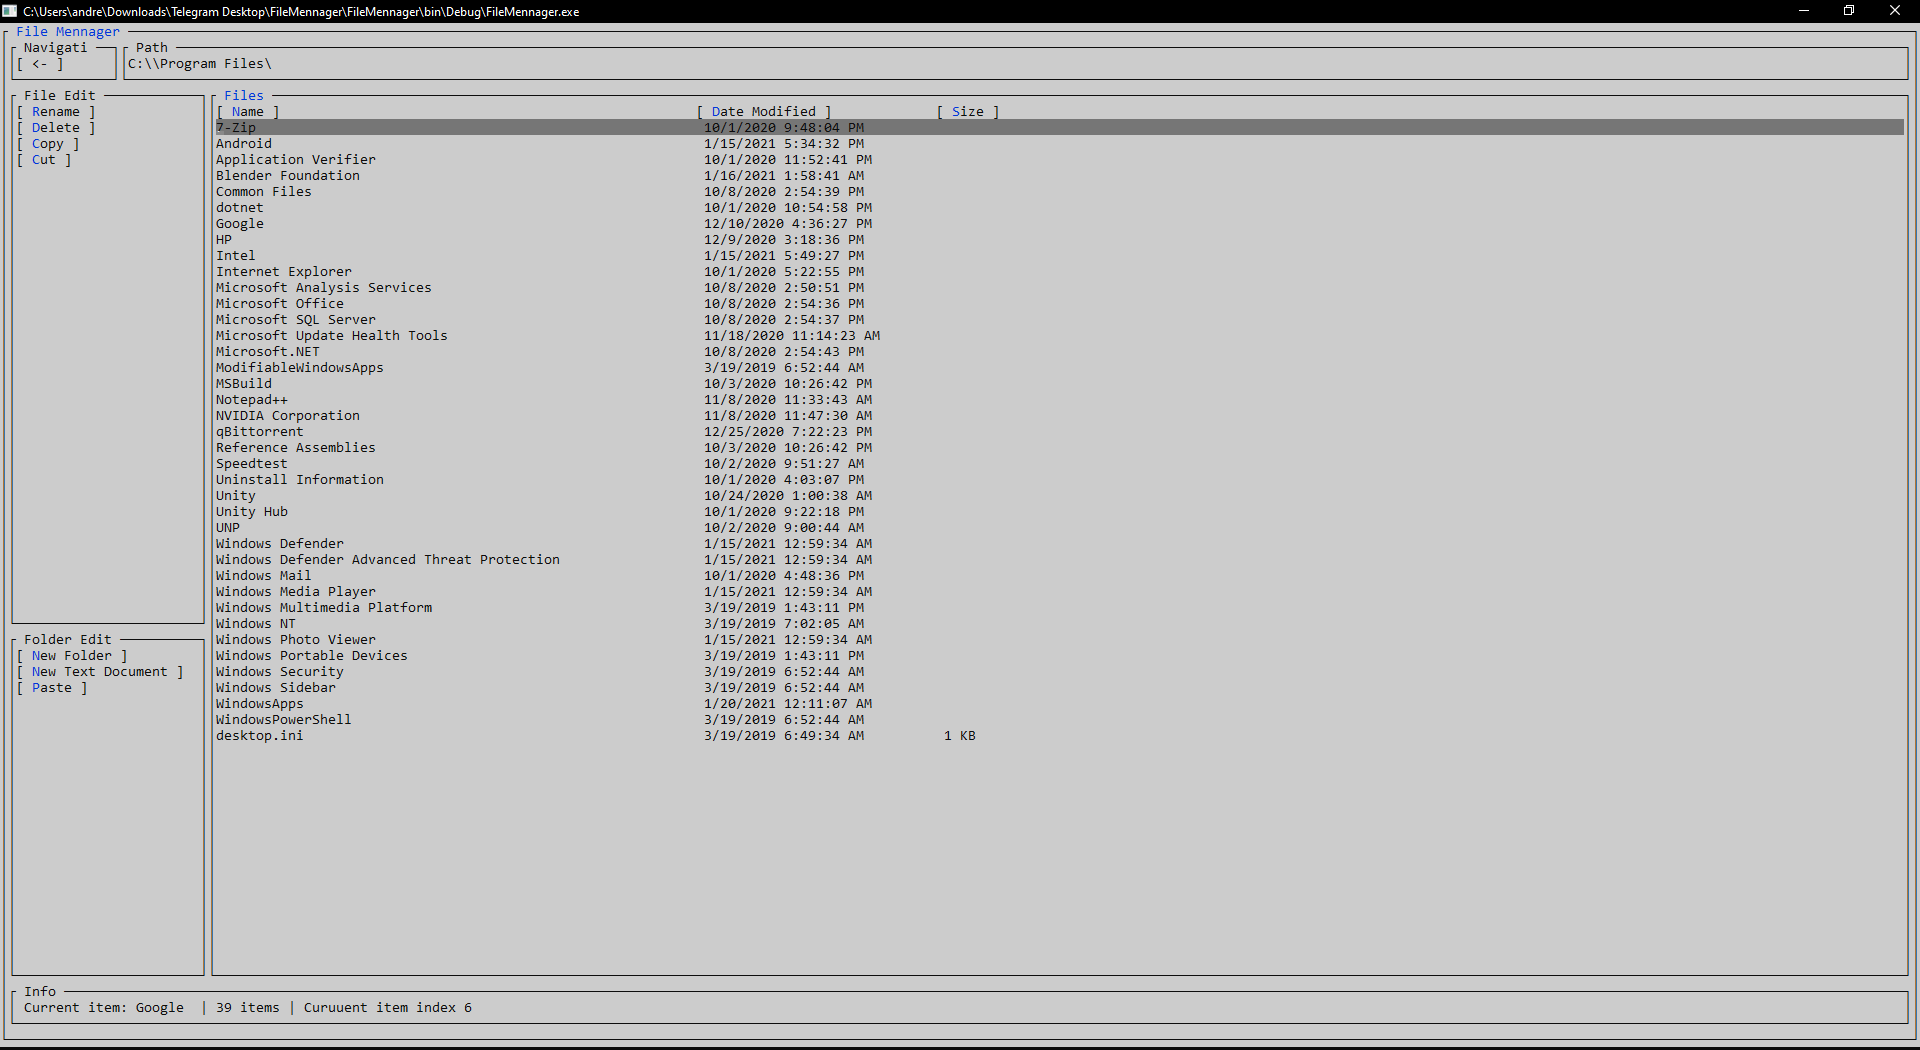 C:\Users\andre\Downloads\Telegram Desktop\FileMennager\FileMennager\bin\Debug\FileMennager.exe
File Mennager
Navigati Path
[ <- ] C:\\Program Files\
File Edit
[ Rename ]
[ Delete ]
[ Copy ]
[ Cut ]
Folder Edit
[ New Folder ]
[ New Text Document ]
[ Paste ]
Files
[ Name ] [ Date Modified ] [ Size ]
7-Zip 10/1/2020 9:48:04 PM
Android 1/15/2021 5:34:32 PM
Application Verifier 10/1/2020 11:52:41 PM
Blender Foundation 1/16/2021 1:58:41 AM
Common Files 10/8/2020 2:54:39 PM
dotnet 10/1/2020 10:54:58 PM
Google 12/10/2020 4:36:27 PM
HP 12/9/2020 3:18:36 PM
Intel 1/15/2021 5:49:27 PM
Internet Explorer 10/1/2020 5:22:55 PM
Microsoft Analysis Services 10/8/2020 2:50:51 PM
Microsoft Office 10/8/2020 2:54:36 PM
Microsoft SQL Server 10/8/2020 2:54:37 PM
Microsoft Update Health Tools 11/18/2020 11:14:23 AM
Microsoft.NET 10/8/2020 2:54:43 PM
ModifiableWindowsApps 3/19/2019 6:52:44 AM
MSBuild 10/3/2020 10:26:42 PM
Notepad++ 11/8/2020 11:33:43 AM
NVIDIA Corporation 11/8/2020 11:47:30 AM
qBittorrent 12/25/2020 7:22:23 PM
Reference Assemblies 10/3/2020 10:26:42 PM
Speedtest 10/2/2020 9:51:27 AM
Uninstall Information 10/1/2020 4:03:07 PM
Unity 10/24/2020 1:00:38 AM
Unity Hub 10/1/2020 9:22:18 PM
UNP 10/2/2020 9:00:44 AM
Windows Defender 1/15/2021 12:59:34 AM
Windows Defender Advanced Threat Protection 1/15/2021 12:59:34 AM
Windows Mail 10/1/2020 4:48:36 PM
Windows Media Player 1/15/2021 12:59:34 AM
Windows Multimedia Platform 3/19/2019 1:43:11 PM
Windows NT 3/19/2019 7:02:05 AM
Windows Photo Viewer 1/15/2021 12:59:34 AM
Windows Portable Devices 3/19/2019 1:43:11 PM
Windows Security 3/19/2019 6:52:44 AM
Windows Sidebar 3/19/2019 6:52:44 AM
WindowsApps 1/20/2021 12:11:07 AM
WindowsPowerShell 3/19/2019 6:52:44 AM
desktop.ini 3/19/2019 6:49:34 AM 1 KB
Info
Current item: Google | 39 items | Curuuent item index 6